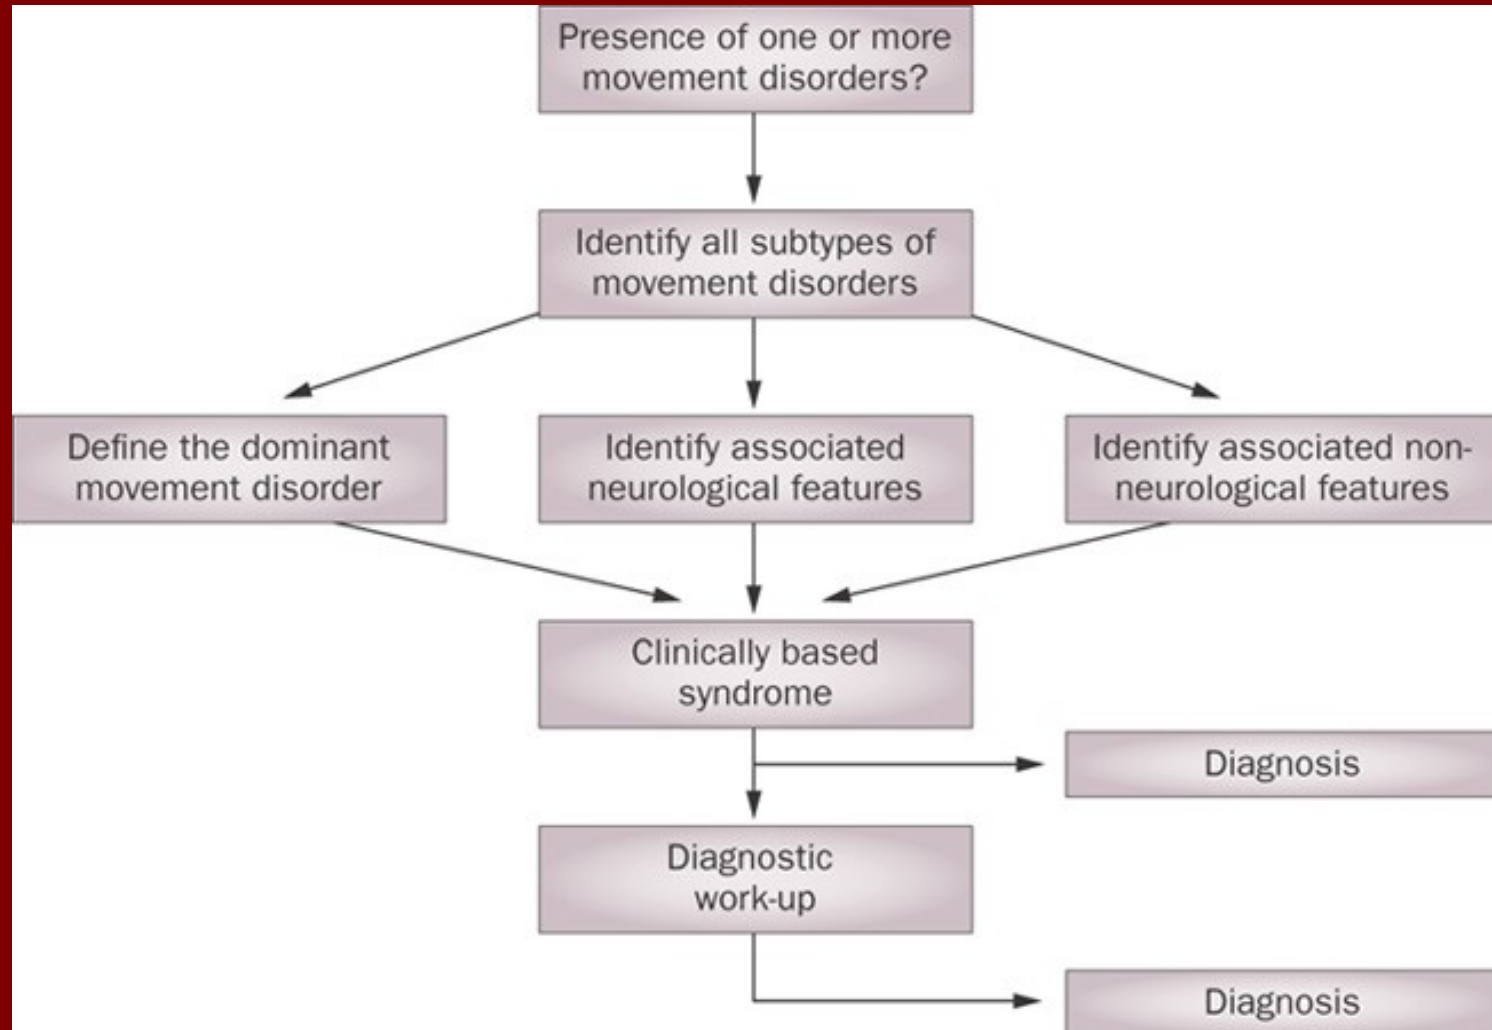 Presence of one or more
movement disorders?
Identify all subtypes of
movement disorders
Define the dominant
movement disorder
Identify associated
neurological features
Identify associated non-
neurological features
Clinically based
syndrome
Diagnosis
Diagnostic
work-up
Diagnosis